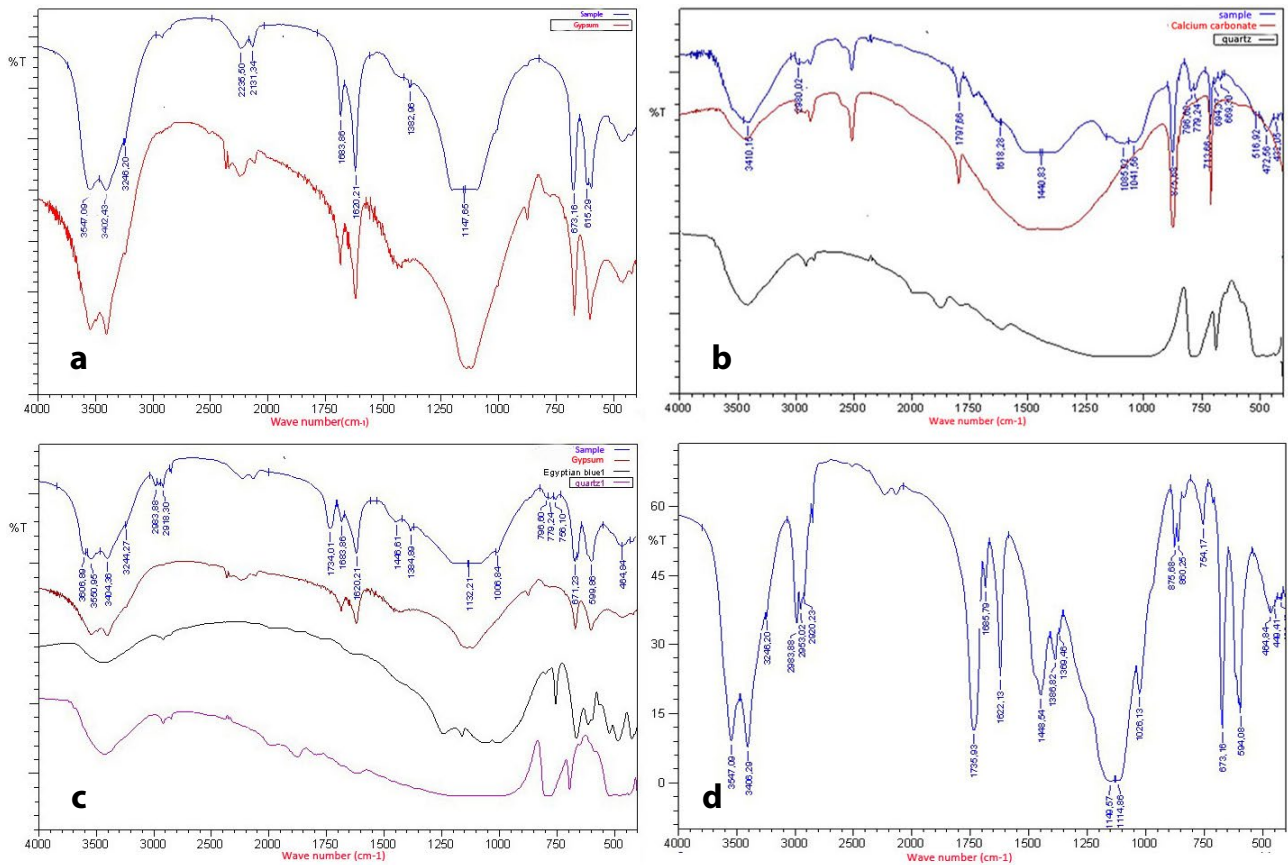 Sample
Gypsum
%T
3547,09
3402,43
3246,20
2235,50
2131,34
1683,86
1620,21
1382,96
1147,65
673,16
615,29
a
4000 3500 3000 2500 2000 1750 1500 1250 1000 750 500
Wave number(cm-1)
sample
Calcium carbonate
quartz
%T
3410,15
2980,02
1797,66
1618,28
1440,83
1085,92
1041,56
875,68
796,60
779,24
713,66
694,37
669,30
516,92
472,56
b
4000 3500 3000 2500 2000 1500 1000 500
Wave number (cm-1)
Sample
Gypsum
Egyptian blue1
quartz1
%T
3606,89
3550,95
3404,36
3244,27
2983,88
2918,30
1734,01
1683,86
1620,21
1446,61
1384,89
1132,21
1006,84
796,60
779,24
756,10
671,23
599,86
464,84
c
4000 3500 3000 2500 2000 1750 1500 1250 1000 750 500
Wave number (cm-1)
60
%T
45
30
15
0
3547,09
3406,29
3246,20
2983,88
2953,02
2920,23
1735,93
1685,79
1622,13
1448,54
1386,82
1369,46
1149,57
1114,86
1026,13
875,68
860,25
754,17
673,16
594,08
464,84
449,41
d
4000 3500 3000 2500 2000 1750 1500 1250 1000 750 500
Wave number (cm-1)